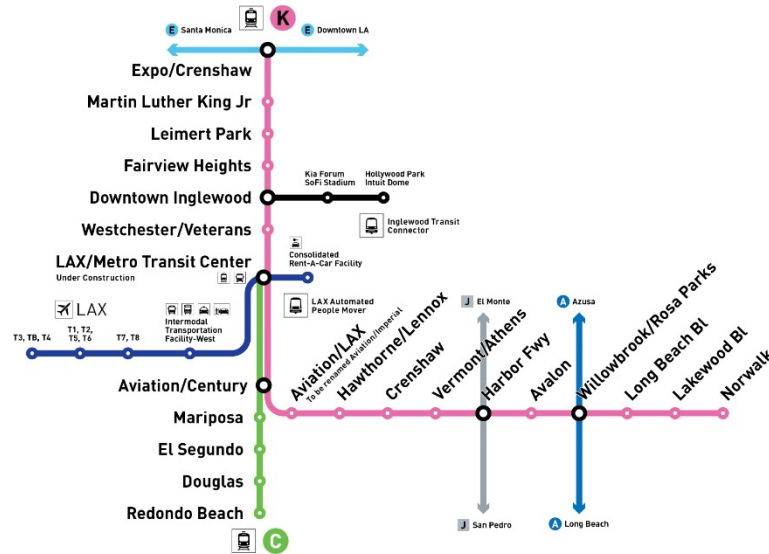 K
E Santa Monica
E Downtown LA
Expo/Crenshaw
Martin Luther King Jr
Leimert Park
Fairview Heights
Downtown Inglewood
Kia Forum
SoFi Stadium
Hollywood Park
Intuit Dome
Inglewood Transit
Connector
Westchester/Veterans
LAX/Metro Transit Center
Under Construction
Consolidated
Rent-A-Car Facility
LAX Automated
People Mover
LAX
T3, TB, T4
T1, T2,
T5, T6
T7, T8
Intermodal
Transportation
Facility-West
J El Monte
A Azusa
Aviation/Century
Aviation/LAX
To be renamed Aviation/Imperial
Hawthorne/Lennox
Crenshaw
Vermont/Athens
Harbor Fwy
Avalon
Willowbrook/Rosa Parks
Long Beach Bl
Lakewood Bl
Norwalk
Mariposa
El Segundo
Douglas
Redondo Beach
J San Pedro
A Long Beach
C